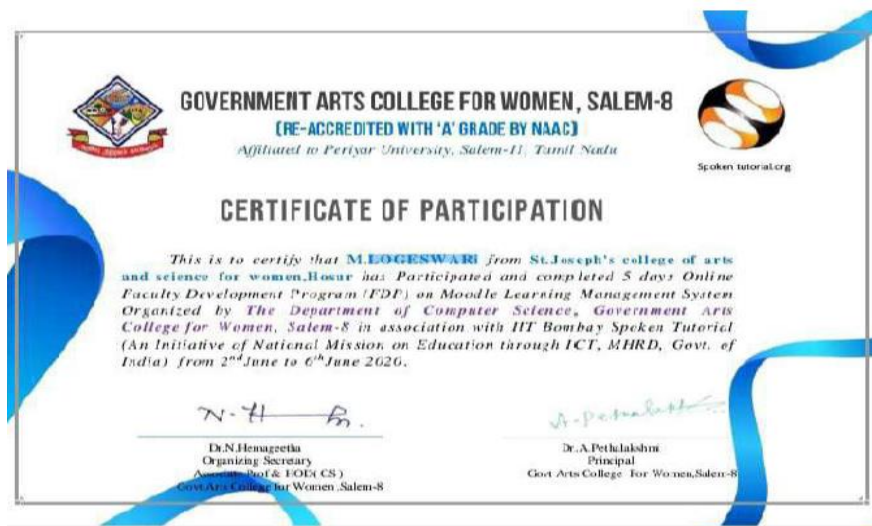 GOVERNMENT ARTS COLLEGE FOR WOMEN, SALEM-8
(RE-ACCREDITED WITH 'A' GRADE BY NAAC)
Affiliated to Periyar University, Salem-11, Tamil Nadu
Spoken tutorial.org
CERTIFICATE OF PARTICIPATION
This is to certify that M.LOGESWARI from St.Joseph's college of arts
and science for women,Hosur has Participated and completed 5 days Online
Faculty Development Program (FDP) on Moodle Learning Management System
Organized by The Department of Computer Science, Government Arts
College for Women, Salem-8 in association with IIT Bombay Spoken Tutorial
(An Initiative of National Mission on Education through ICT, MHRD, Govt. of
India) from 2nd June to 6th June 2020.
A-Pethalakshmi
Dr.N.Hemageetha
Organizing Secretary
Associate Prof & HOD( CS )
Govt Arts College for Women ,Salem-8
Dr.A.Pethalakshmi
Principal
Govt Arts College For Women,Salem-8